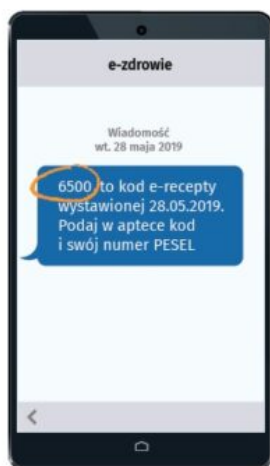 e-zdrowie
Wiadomość
wt. 28 maja 2019
6500 to kod e-recepty
wystawionej 28.05.2019.
Podaj w aptece kod
i swój numer PESEL